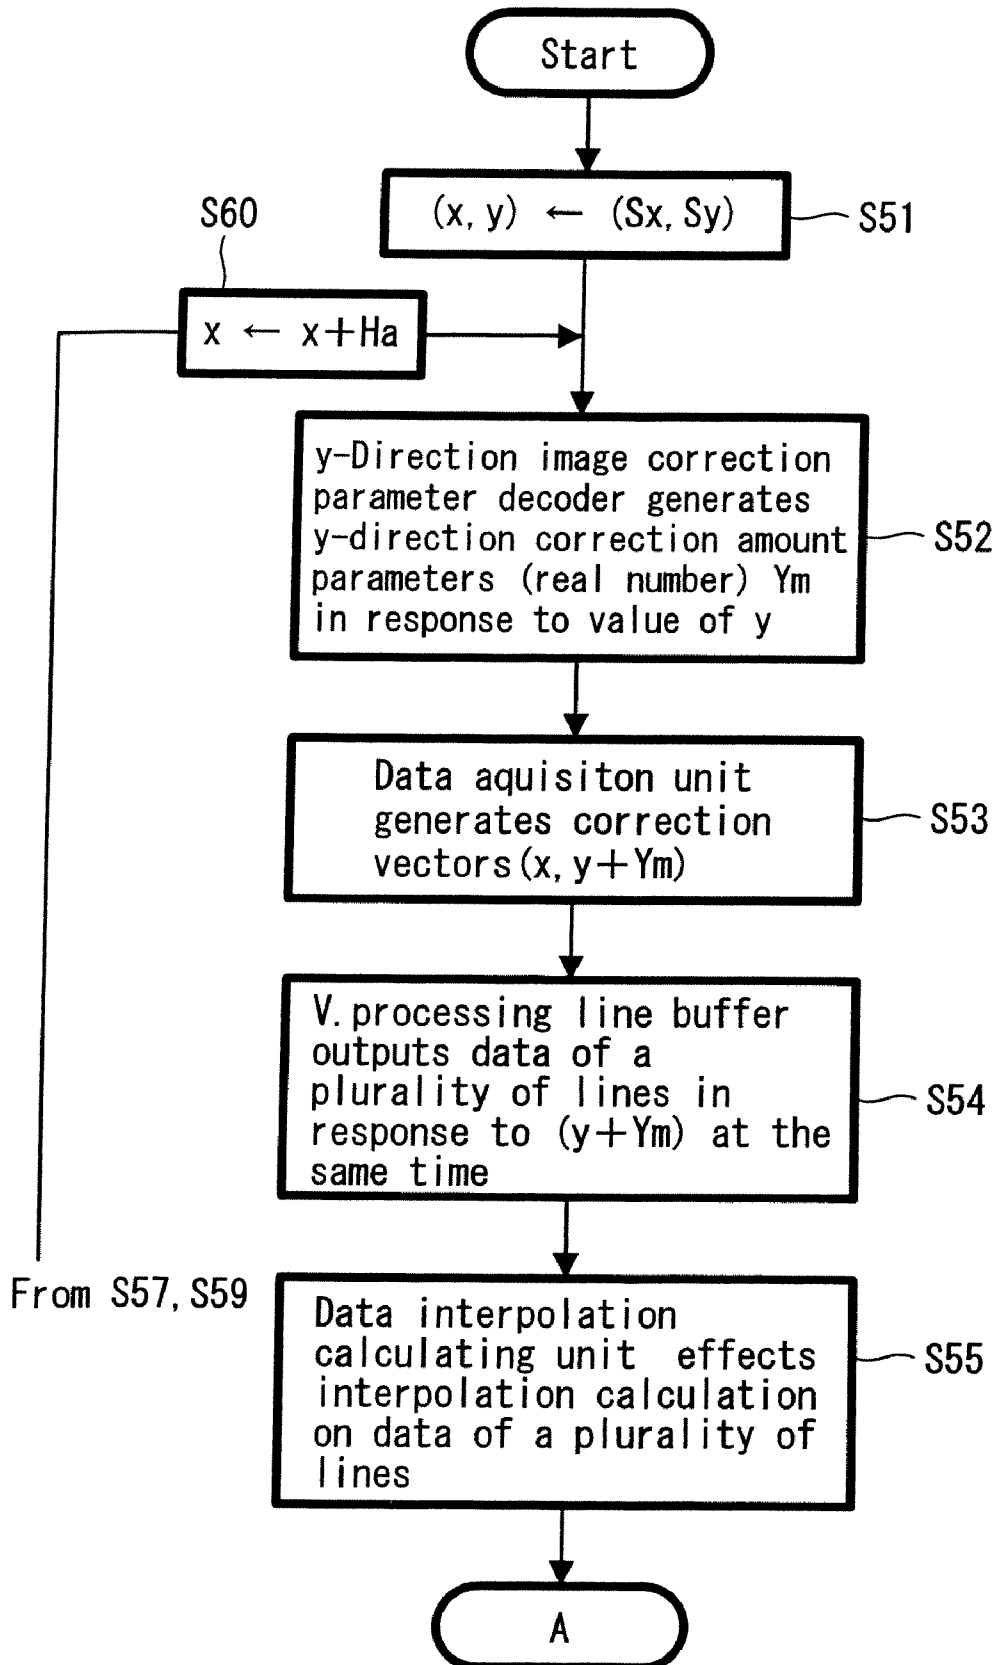 Start
(x, y) ← (Sx, Sy)
S51
S60
x ← x+Ha
y-Direction image correction
parameter decoder generates
y-direction correction amount
parameters (real number) Ym
in response to value of y
S52
Data aquisiton unit
generates correction
vectors(x, y+Ym)
S53
V. processing line buffer
outputs data of a
plurality of lines in
response to (y+Ym) at the
same time
S54
From S57, S59
Data interpolation
calculating unit effects
interpolation calculation
on data of a plurality of
lines
S55
A